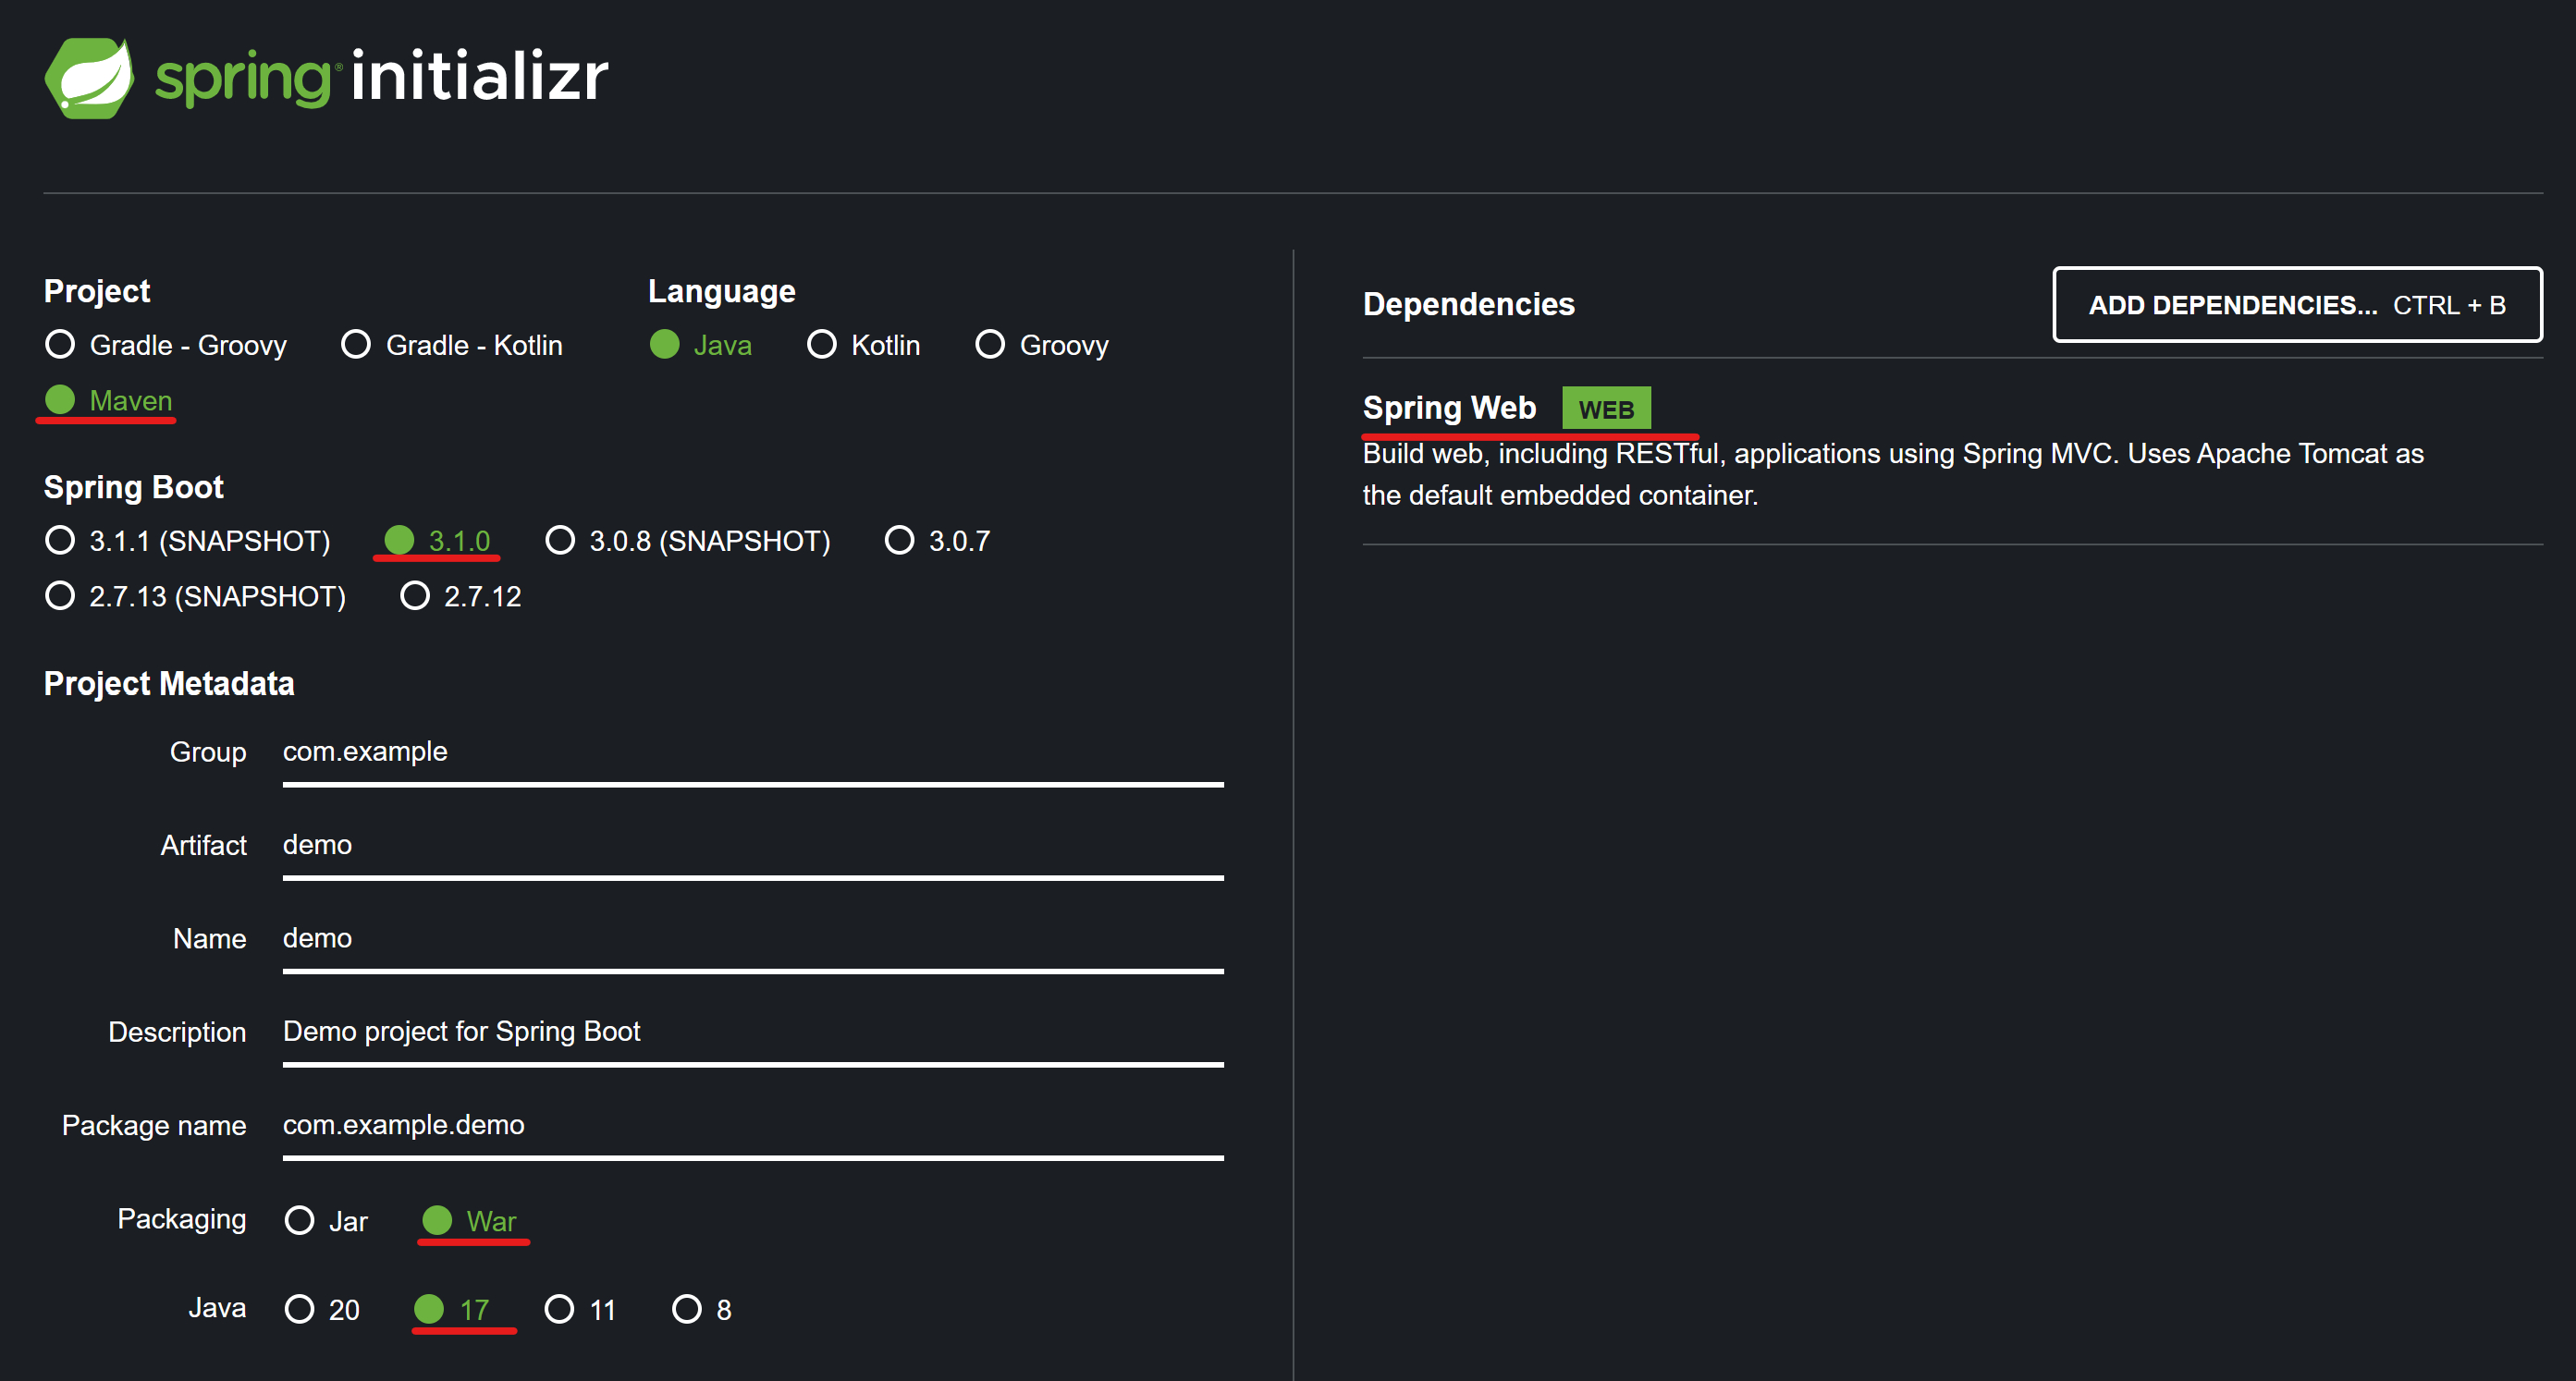 spring® initializr
Project
Gradle - Groovy Gradle - Kotlin
Maven
Language
Java Kotlin Groovy
Spring Boot
3.1.1 (SNAPSHOT) 3.1.0 3.0.8 (SNAPSHOT) 3.0.7
2.7.13 (SNAPSHOT) 2.7.12
Project Metadata
Group com.example
Artifact demo
Name demo
Description Demo project for Spring Boot
Package name com.example.demo
Packaging Jar War
Java 20 17 11 8
Dependencies
ADD DEPENDENCIES... CTRL + B
Spring Web WEB
Build web, including RESTful, applications using Spring MVC. Uses Apache Tomcat as
the default embedded container.